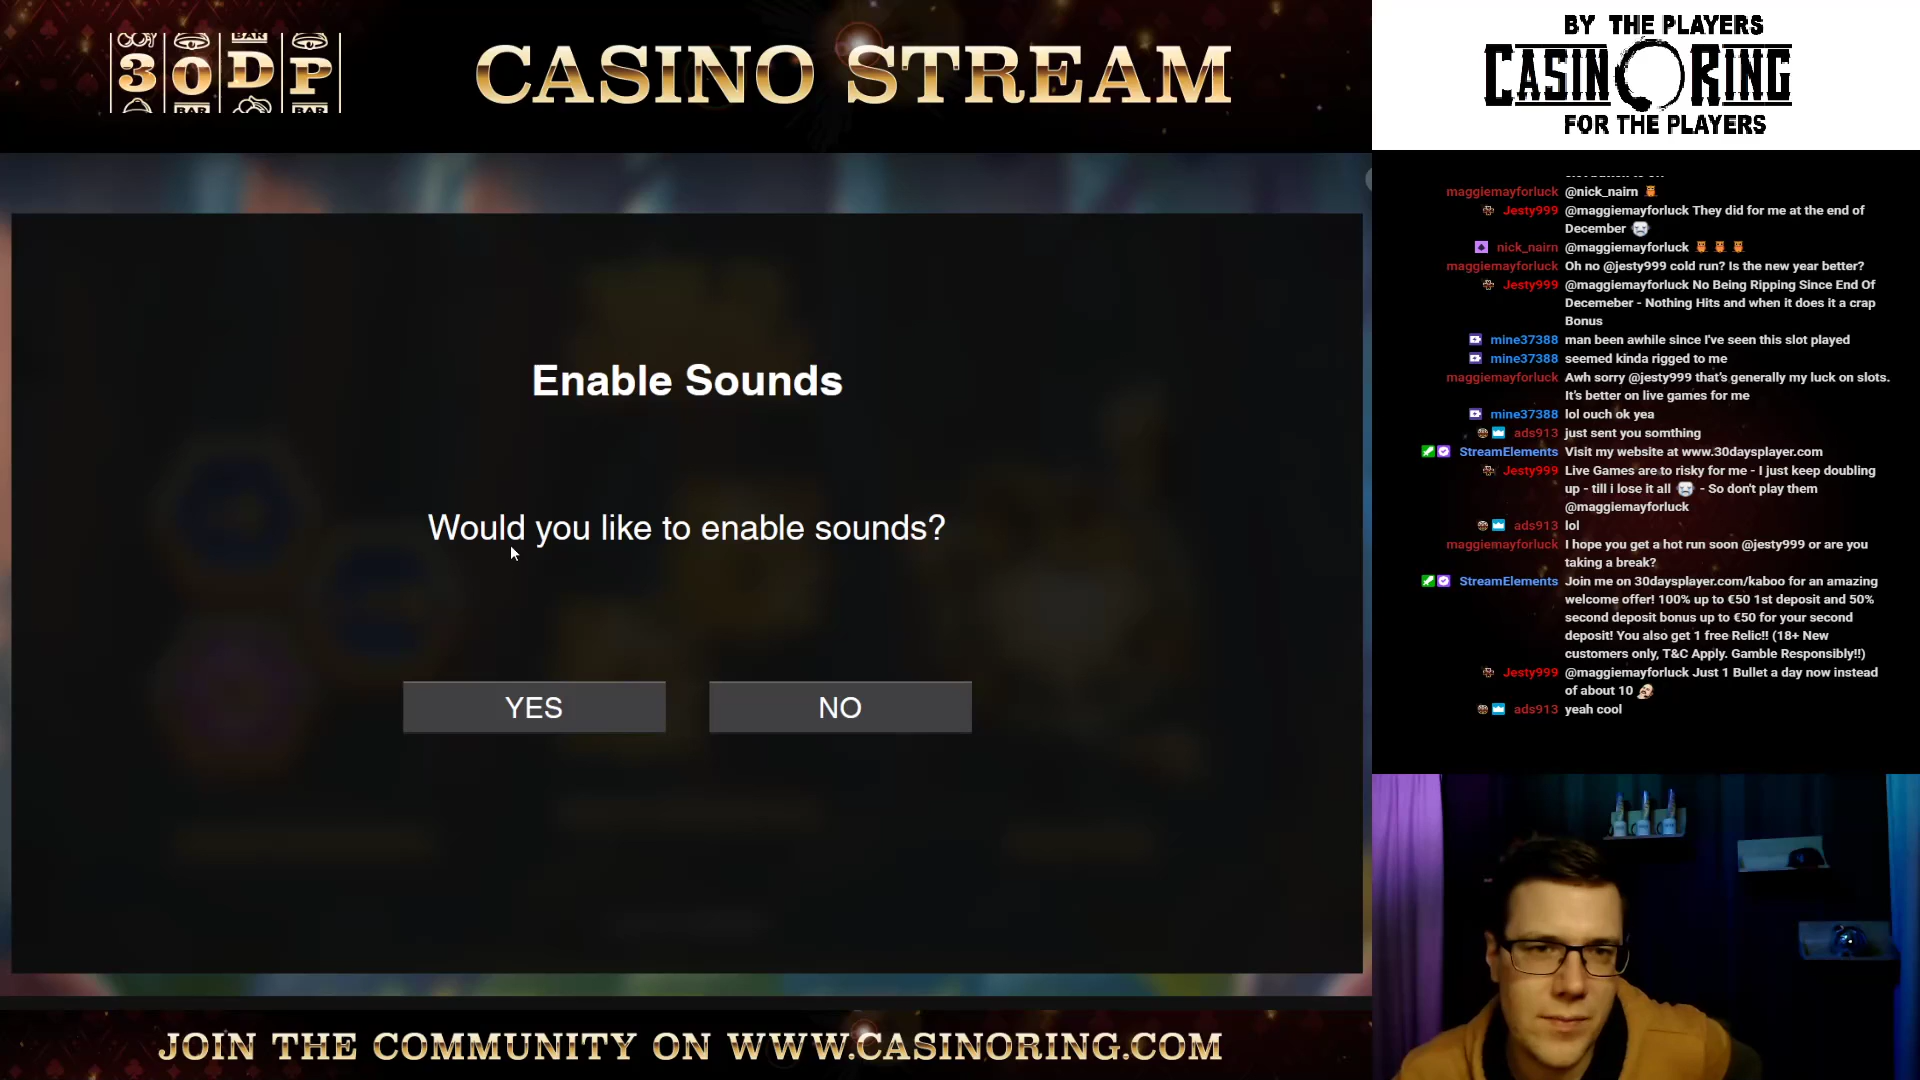 3 0 D P
BAR
BAR
BAR
CASINO STREAM
BY THE PLAYERS
CASINORING
FOR THE PLAYERS
Enable Sounds
Would you like to enable sounds?
YES
NO
maggiemayforluck @nick_nairn
Jesty999 @maggiemayforluck They did for me at the end of
December
nick_nairn @maggiemayforluck
maggiemayforluck Oh no @jesty999 cold run? Is the new year better?
Jesty999 @maggiemayforluck No Being Ripping Since End Of
Decemeber - Nothing Hits and when it does it a crap
Bonus
mine37388 man been awhile since I've seen this slot played
mine37388 seemed kinda rigged to me
maggiemayforluck Awh sorry @jesty999 that's generally my luck on slots.
It's better on live games for me
mine37388 lol ouch ok yea
ads913 just sent you somthing
StreamElements Visit my website at www.30daysplayer.com
Jesty999 Live Games are to risky for me - I just keep doubling
up - till i lose it all - So don't play them
@maggiemayforluck
ads913 lol
maggiemayforluck I hope you get a hot run soon @jesty999 or are you
taking a break?
StreamElements Join me on 30daysplayer.com/kaboo for an amazing
welcome offer! 100% up to €50 1st deposit and 50%
second deposit bonus up to €50 for your second
deposit! You also get 1 free Relic!! (18+ New
customers only, T&C Apply. Gamble Responsibly!!)
Jesty999 @maggiemayforluck Just 1 Bullet a day now instead
of about 10
ads913 yeah cool
JOIN THE COMMUNITY ON WWW.CASINORING.COM